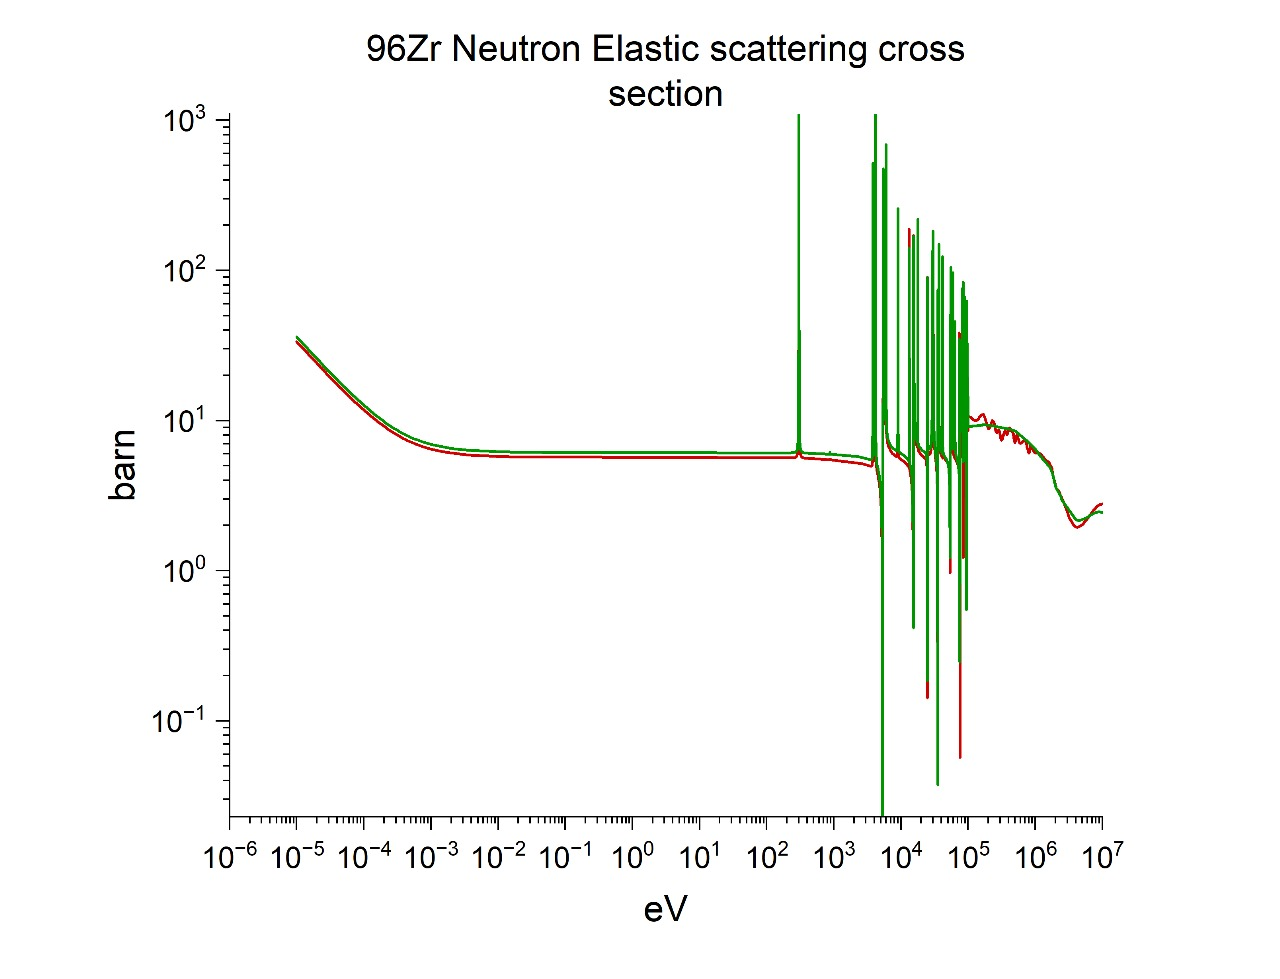 96Zr Neutron Elastic scattering cross
section
10³
10²
10¹
10⁰
10⁻¹
barn
10⁻⁶ 10⁻⁵ 10⁻⁴ 10⁻³ 10⁻² 10⁻¹ 10⁰ 10¹ 10² 10³ 10⁴ 10⁵ 10⁶ 10⁷
eV